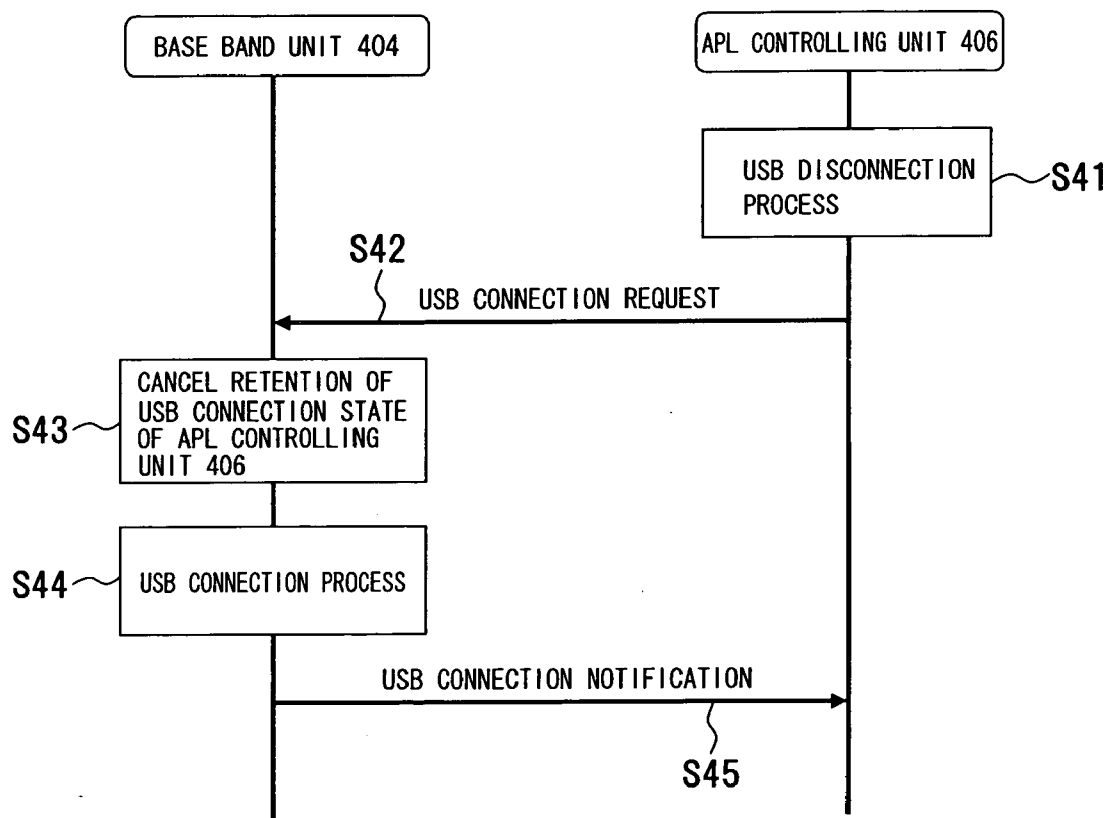 BASE BAND UNIT 404
APL CONTROLLING UNIT 406
USB DISCONNECTION
PROCESS
S41
S42
USB CONNECTION REQUEST
CANCEL RETENTION OF
USB CONNECTION STATE
OF APL CONTROLLING
UNIT 406
S43
USB CONNECTION PROCESS
S44
USB CONNECTION NOTIFICATION
S45